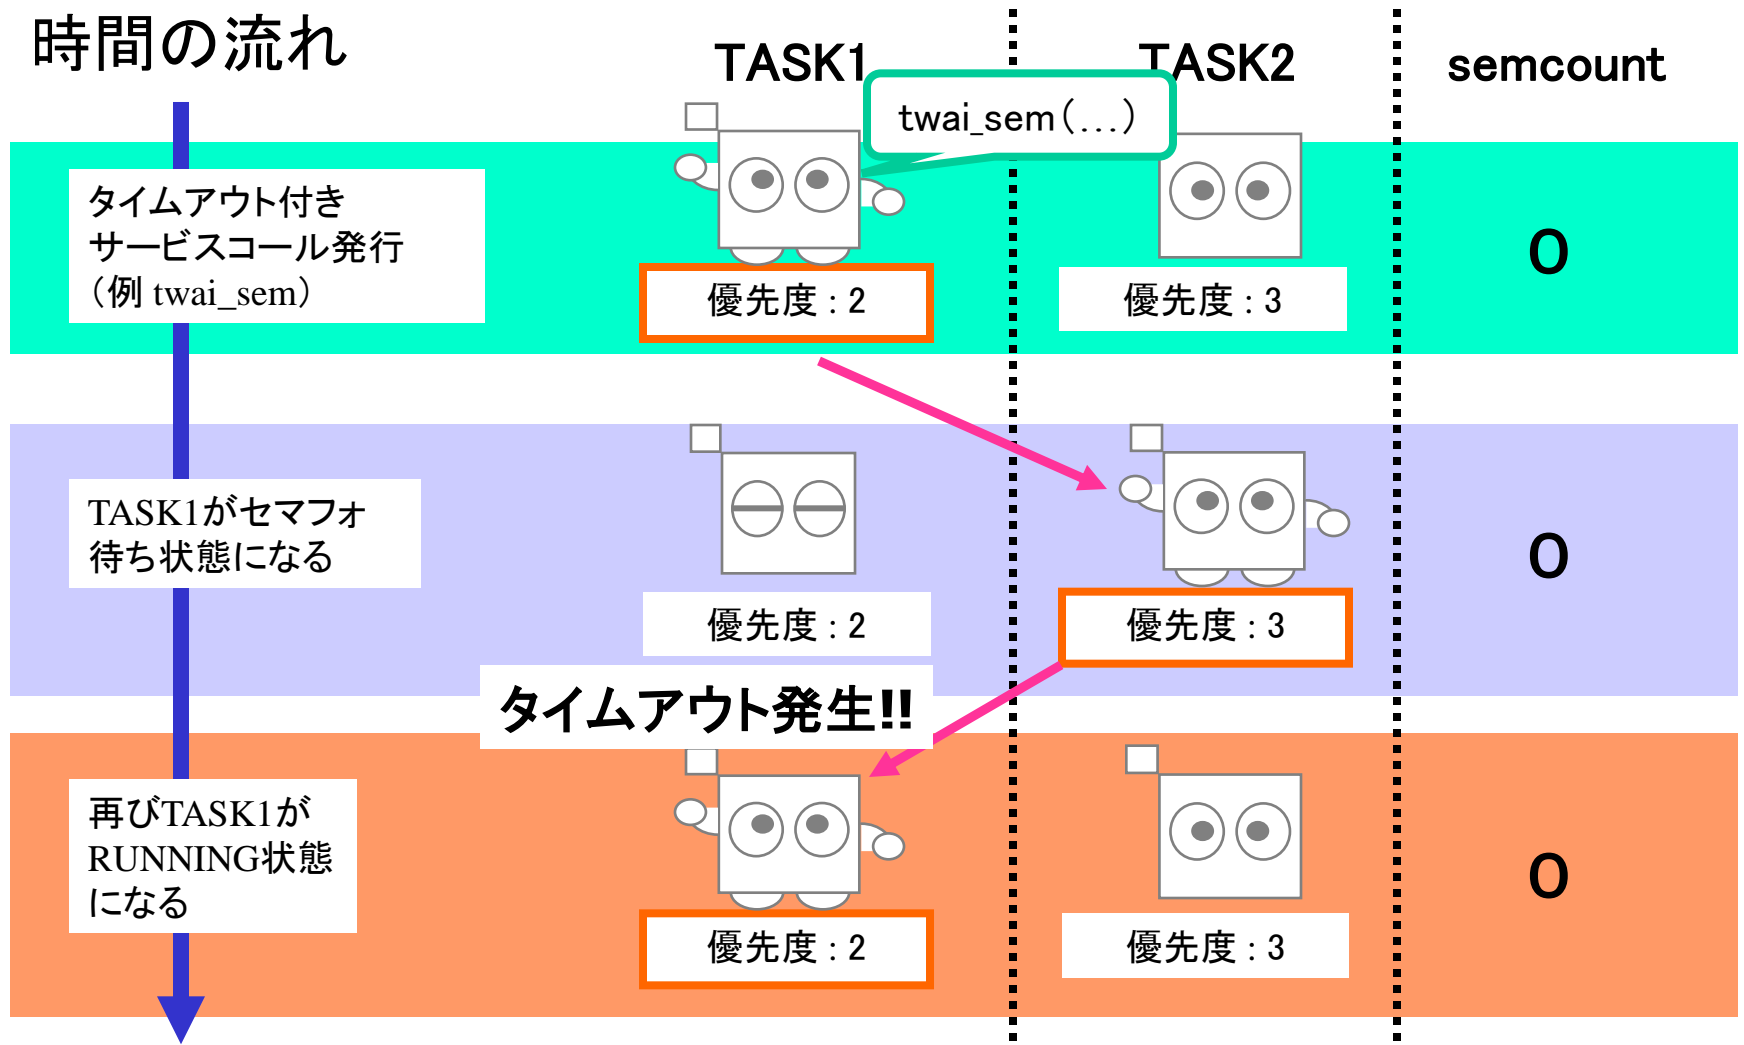 時間の流れ
TASK1
TASK2
semcount
twai_sem(...)
タイムアウト付き
サービスコール発行
(例 twai_sem)
優先度 : 2
優先度 : 3
0
TASK1がセマフォ
待ち状態になる
優先度 : 2
優先度 : 3
0
タイムアウト発生!!
再びTASK1が
RUNNING状態
になる
優先度 : 2
優先度 : 3
0